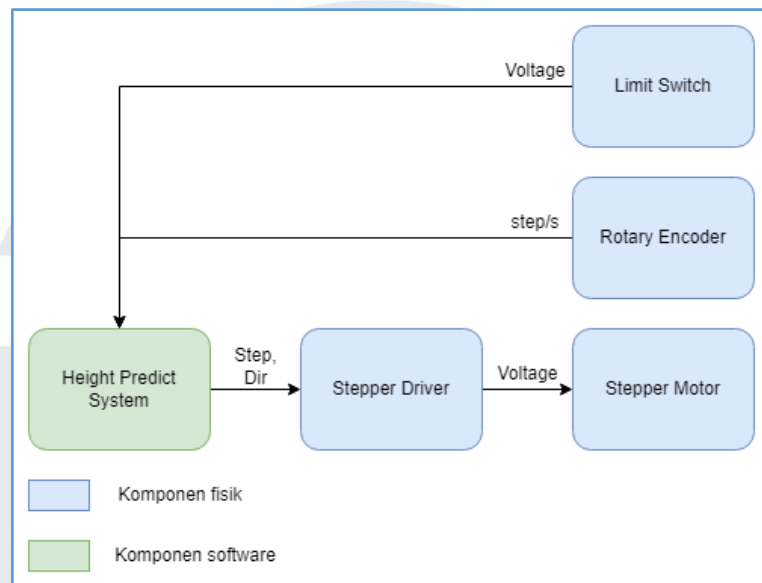 Voltage
Limit Switch
step/s
Rotary Encoder
Height Predict
System
Step,
Dir
Stepper Driver
Voltage
Stepper Motor
Komponen fisik
Komponen software